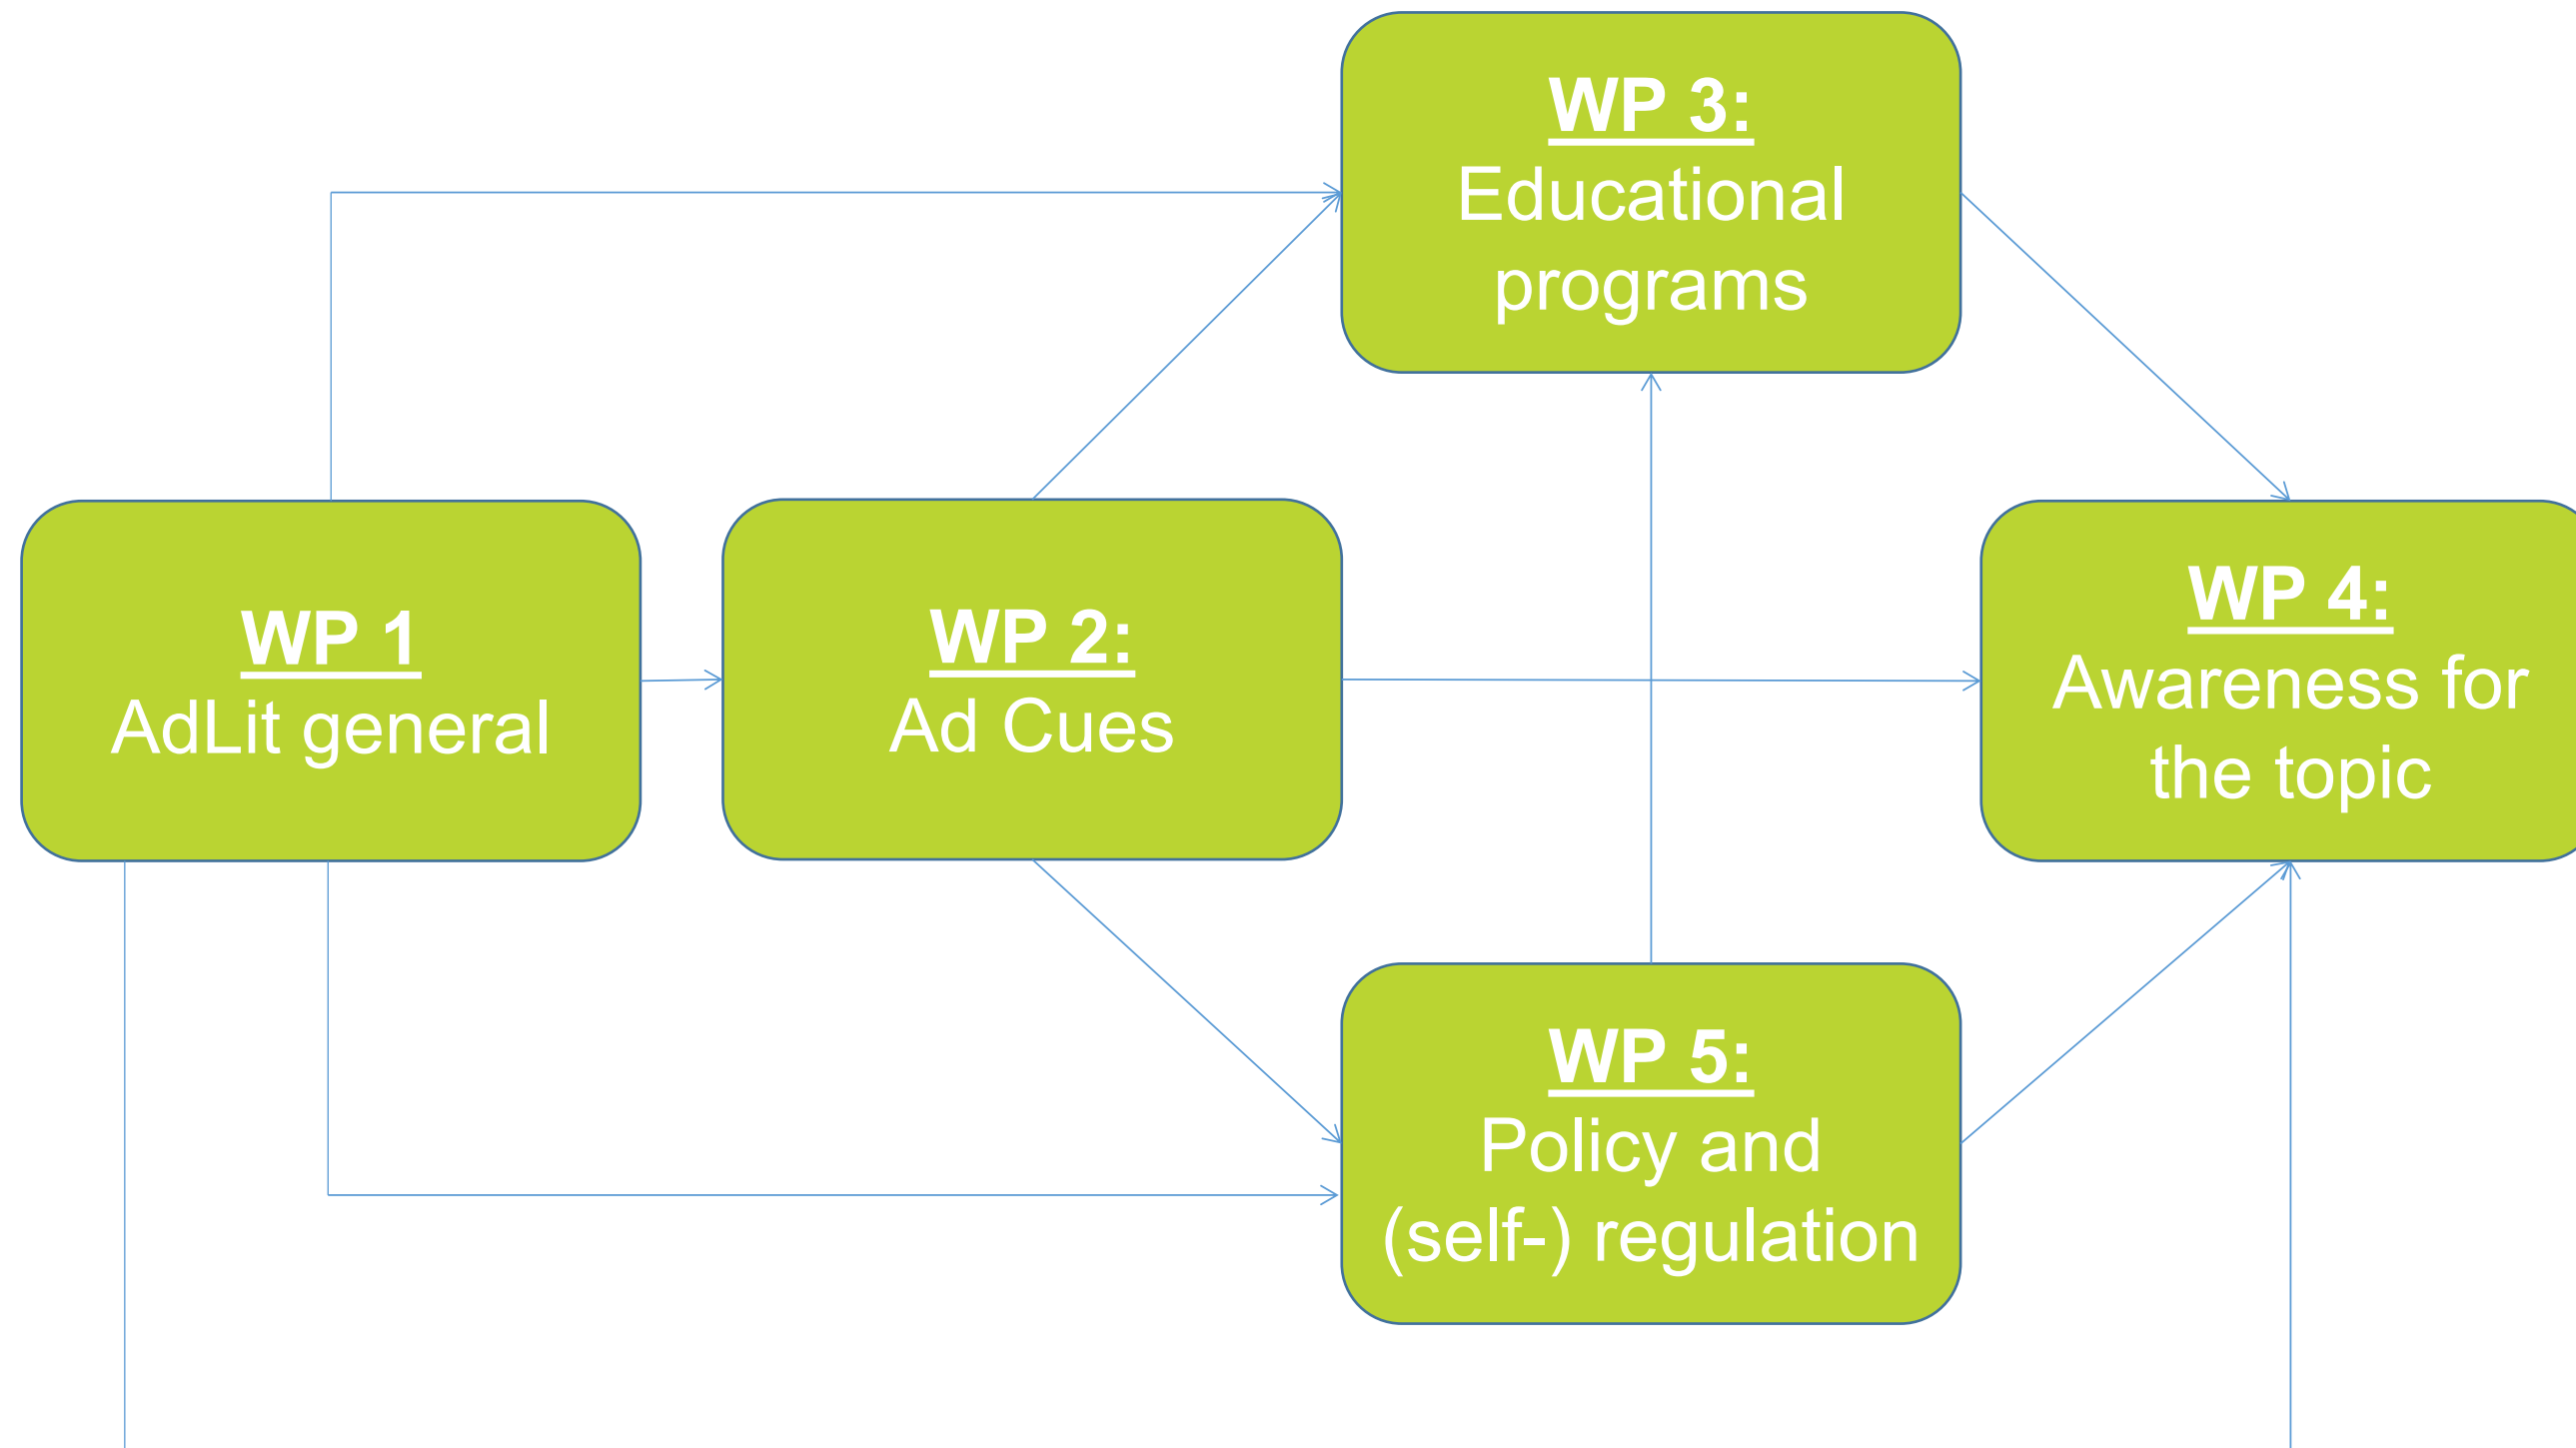 WP 3:
Educational
programs
WP 1
AdLit general
WP 2:
Ad Cues
WP 4:
Awareness for
the topic
WP 5:
Policy and
(self-) regulation